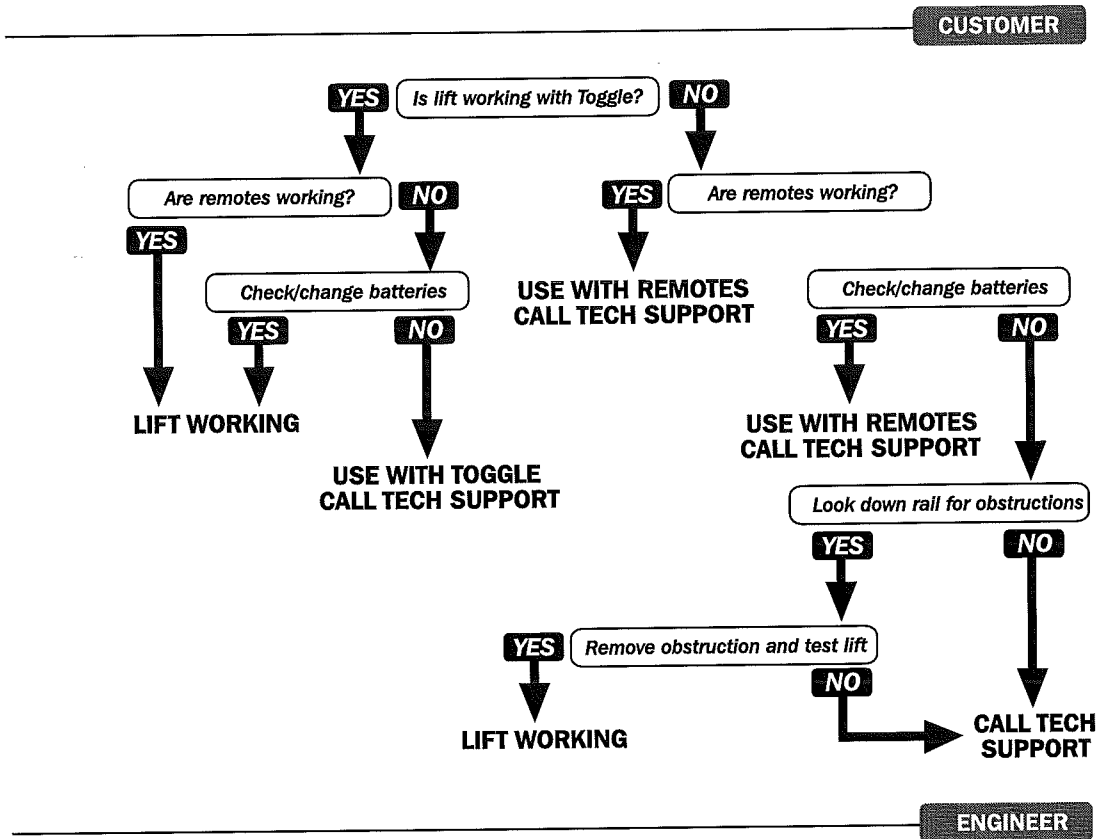 CUSTOMER
YES
Is lift working with Toggle?
NO
Are remotes working?
NO
YES
Are remotes working?
YES
Check/change batteries
USE WITH REMOTES
CALL TECH SUPPORT
Check/change batteries
YES
NO
YES
NO
LIFT WORKING
USE WITH REMOTES
CALL TECH SUPPORT
USE WITH TOGGLE
CALL TECH SUPPORT
Look down rail for obstructions
YES
NO
YES
Remove obstruction and test lift
NO
LIFT WORKING
CALL TECH
SUPPORT
ENGINEER